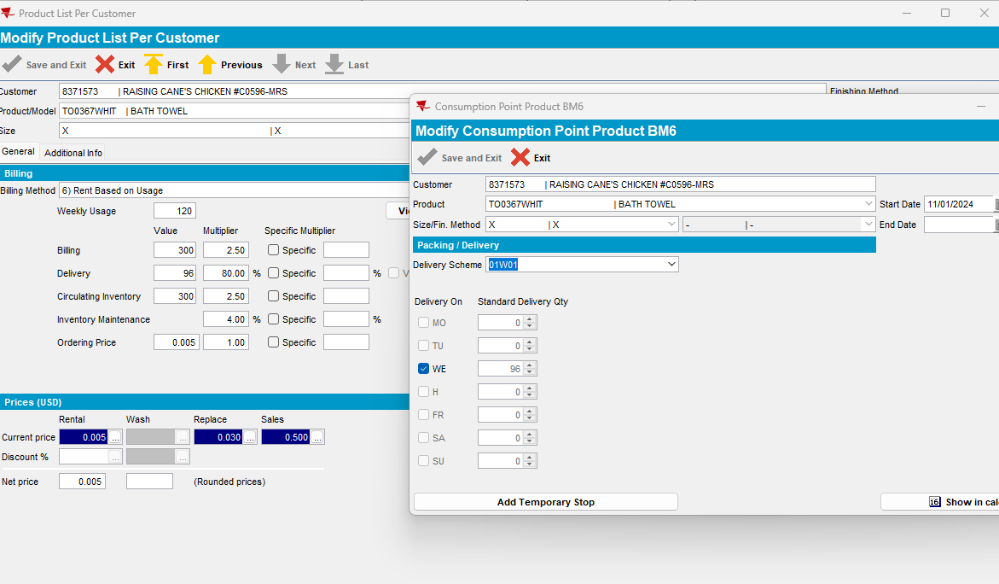 Product List Per Customer
Modify Product List Per Customer
Save and Exit Exit First Previous Next Last
Customer 8371573 | RAISING CANE'S CHICKEN #C0596-MRS Finishing Method
Product/Model TO0367WHIT | BATH TOWEL
Size X | X
General Additional Info
Billing
Billing Method 6) Rent Based on Usage
Weekly Usage 120
Value Multiplier Specific Multiplier
Billing 300 2.50 Specific
Delivery 96 80.00 % Specific % V
Circulating Inventory 300 2.50 Specific
Inventory Maintenance 4.00 % Specific %
Ordering Price 0.005 1.00 Specific
Prices (USD)
Rental Wash Replace Sales
Current price 0.005 ... ... 0.030 ... 0.500 ...
Discount % ... ...
Net price 0.005 (Rounded prices)
Consumption Point Product BM6
Modify Consumption Point Product BM6
Save and Exit Exit
Customer 8371573 | RAISING CANE'S CHICKEN #C0596-MRS
Product TO0367WHIT | BATH TOWEL Start Date 11/01/2024
Size/Fin. Method X | X - | - End Date
Packing / Delivery
Delivery Scheme 01W01
Delivery On Standard Delivery Qty
MO 0
TU 0
WE 96
H 0
FR 0
SA 0
SU 0
Add Temporary Stop 16 Show in cal